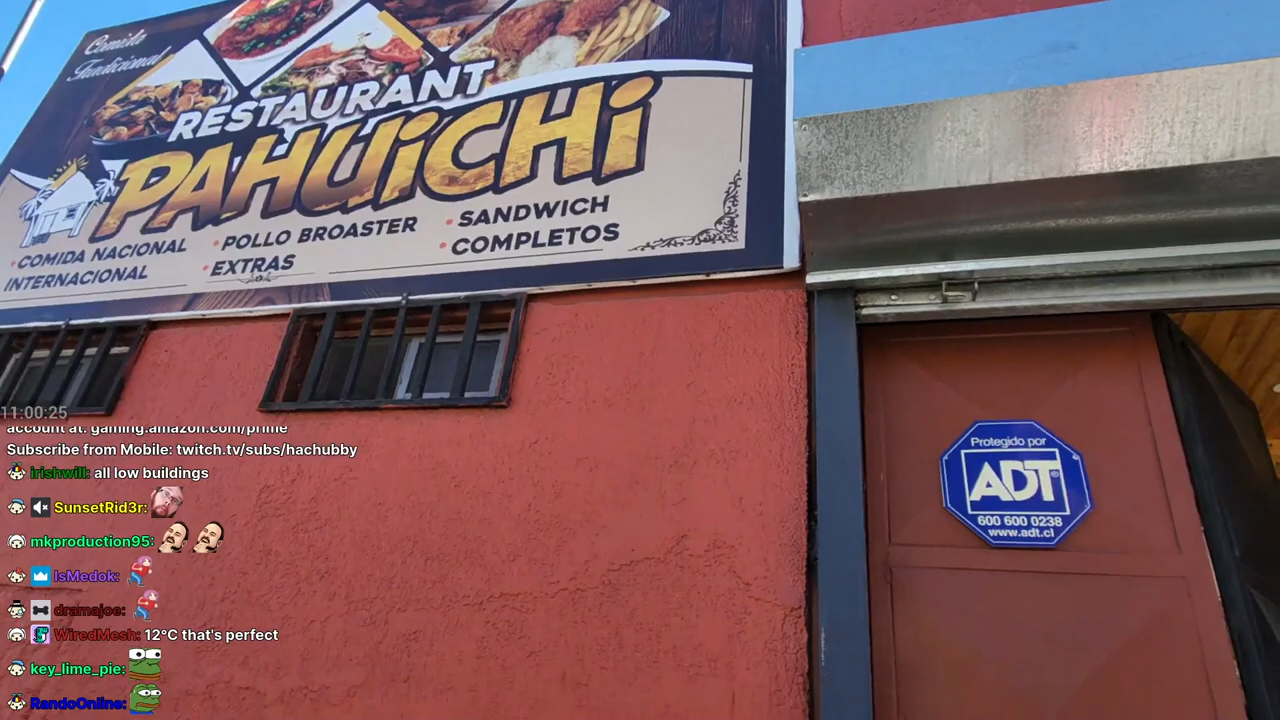 Comida
Tradicional
RESTAURANT
PAHUiCHi
• COMIDA NACIONAL
INTERNACIONAL
• POLLO BROASTER
• EXTRAS
• SANDWICH
• COMPLETOS
Protegido por
ADT®
600 600 0238
www.adt.cl
11:00:25
account at: gaming.amazon.com/prime
Subscribe from Mobile: twitch.tv/subs/hachubby
irishwill: all low buildings
SunsetRid3r:
mkproduction95:
IsMedok:
dramajoe:
WiredMesh: 12°C that's perfect
key_lime_pie:
RandoOnline: